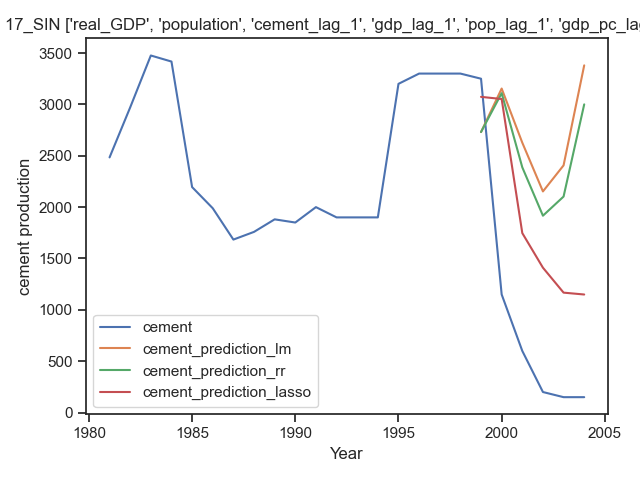 17_SIN ['real_GDP', 'population', 'cement_lag_1', 'gdp_lag_1', 'pop_lag_1', 'gdp_pc_lag
cement production
3500
3000
2500
2000
1500
1000
500
0
cement
cement_prediction_lm
cement_prediction_rr
cement_prediction_lasso
1980 1985 1990 1995 2000 2005
Year